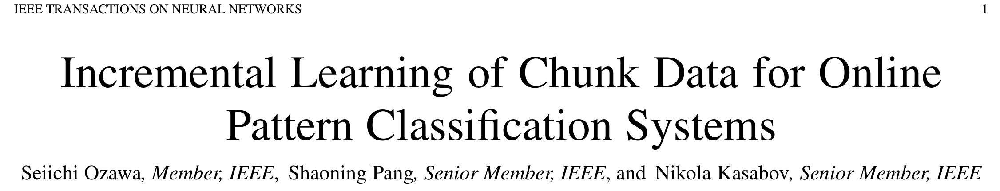 IEEE TRANSACTIONS ON NEURAL NETWORKS 1
Incremental Learning of Chunk Data for Online
Pattern Classification Systems
Seiichi Ozawa, Member, IEEE, Shaoning Pang, Senior Member, IEEE, and Nikola Kasabov, Senior Member, IEEE